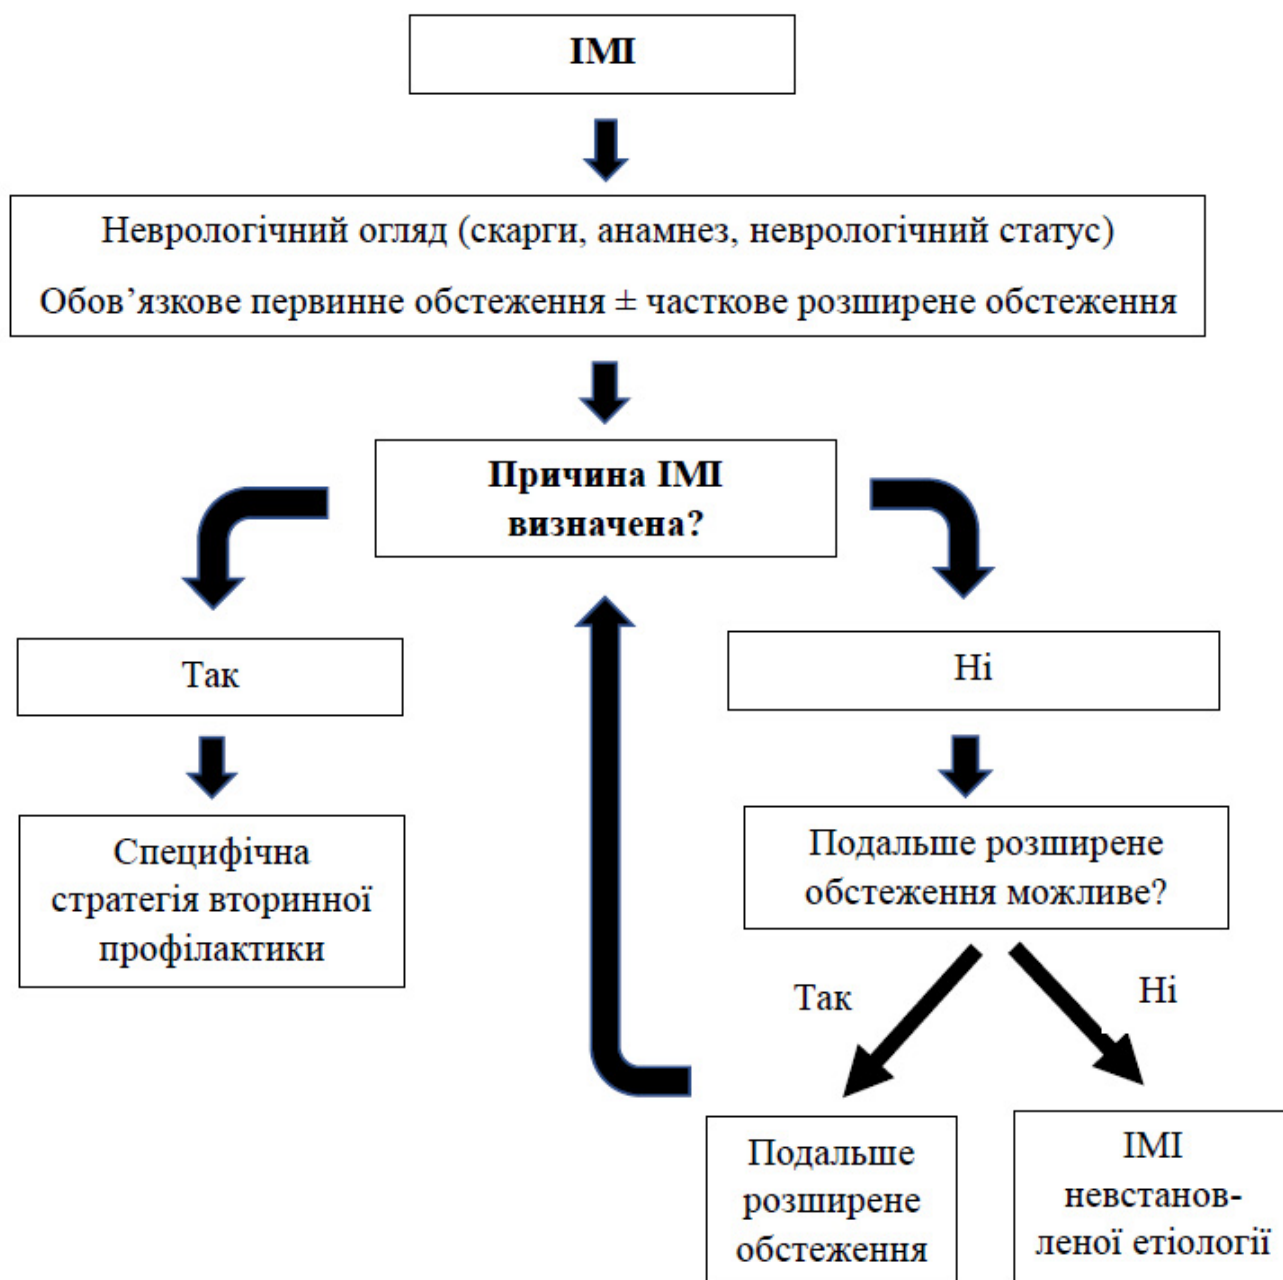 ІМІ
Неврологічний огляд (скарги, анамнез, неврологічний статус)
Обов’язкове первинне обстеження ± часткове розширене обстеження
Причина ІМІ
визначена?
Так
Ні
Специфічна
стратегія вторинної
профілактики
Подальше розширене
обстеження можливе?
Так
Ні
Подальше
розширене
обстеження
ІМІ
невстанов-
леної етіології